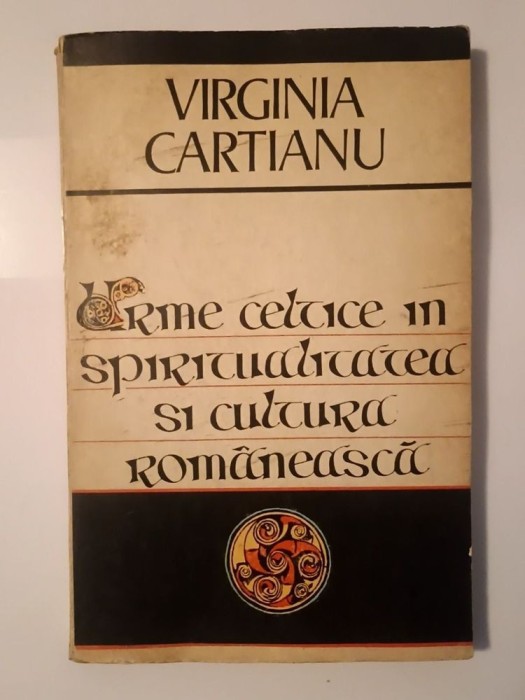 VIRGINIA
CARTIANU
Urme celtice in
spiritualitatea
si cultura
românească